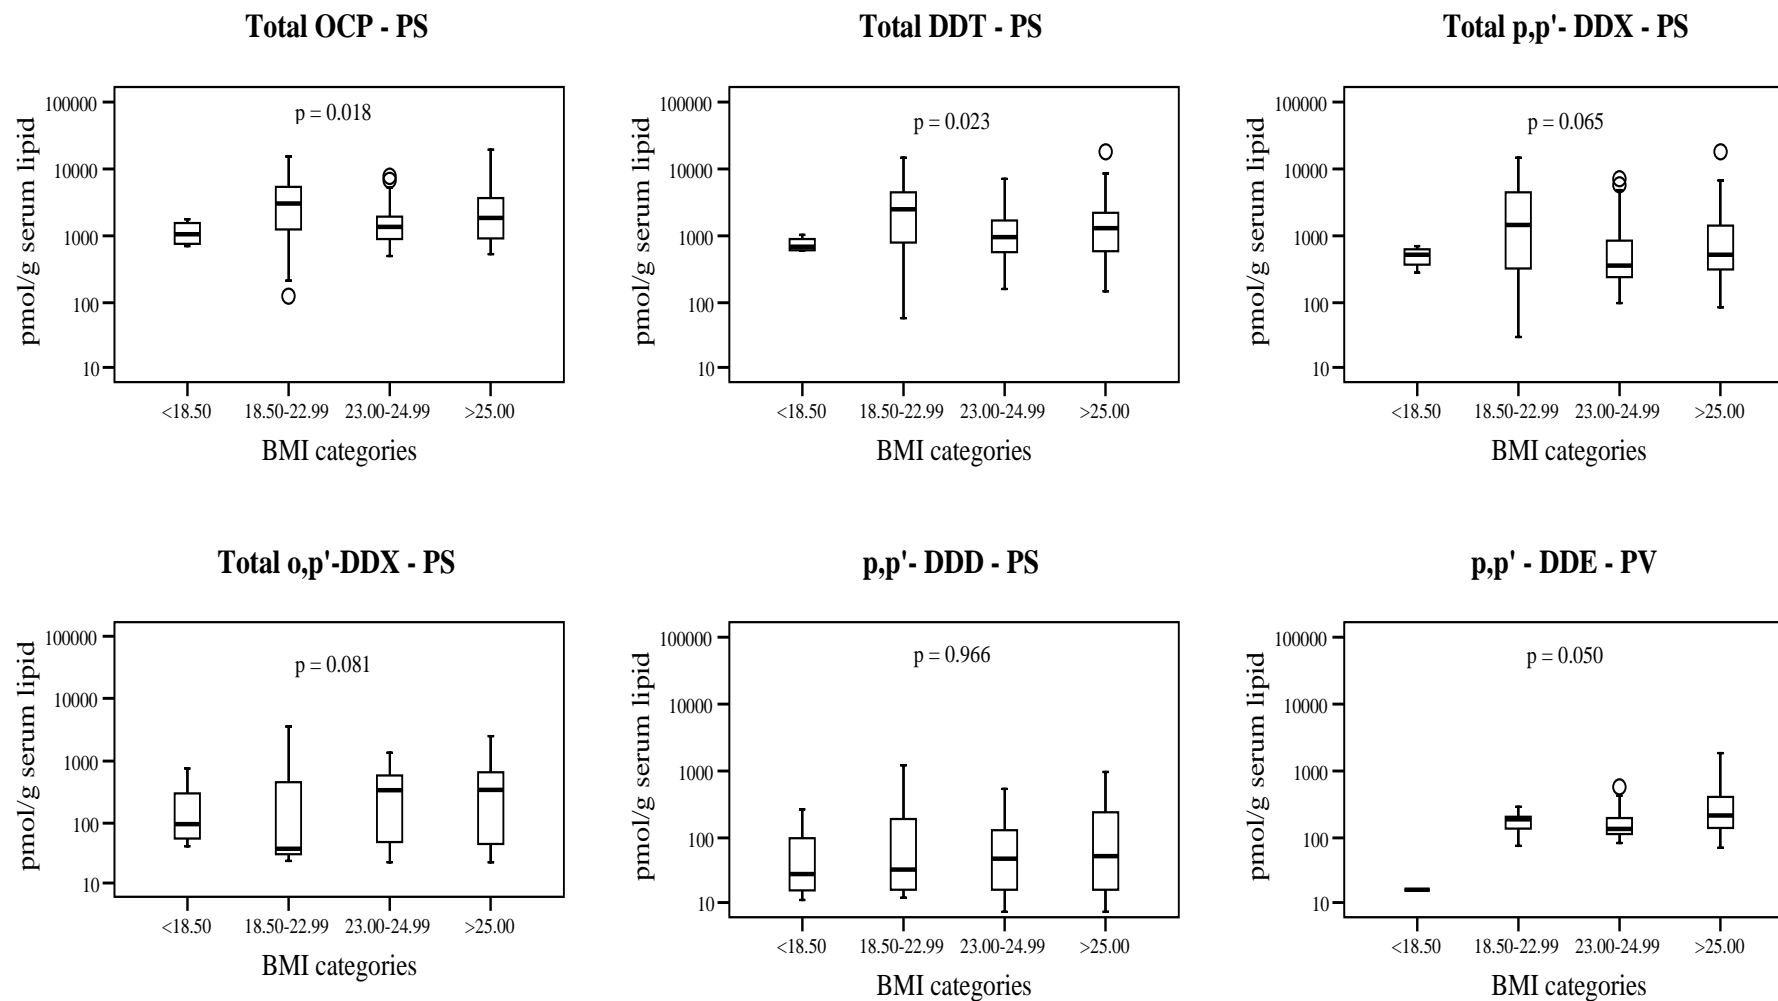 Total OCP - PS
pmol/g serum lipid
100000
10000
1000
100
10
p = 0.018
<18.50 18.50-22.99 23.00-24.99 >25.00
BMI categories
Total DDT - PS
pmol/g serum lipid
100000
10000
1000
100
10
p = 0.023
<18.50 18.50-22.99 23.00-24.99 >25.00
BMI categories
Total p,p'- DDX - PS
pmol/g serum lipid
100000
10000
1000
100
10
p = 0.065
<18.50 18.50-22.99 23.00-24.99 >25.00
BMI categories
Total o,p'-DDX - PS
pmol/g serum lipid
100000
10000
1000
100
10
p = 0.081
<18.50 18.50-22.99 23.00-24.99 >25.00
BMI categories
p,p'- DDD - PS
pmol/g serum lipid
100000
10000
1000
100
10
p = 0.966
<18.50 18.50-22.99 23.00-24.99 >25.00
BMI categories
p,p' - DDE - PV
pmol/g serum lipid
100000
10000
1000
100
10
p = 0.050
<18.50 18.50-22.99 23.00-24.99 >25.00
BMI categories